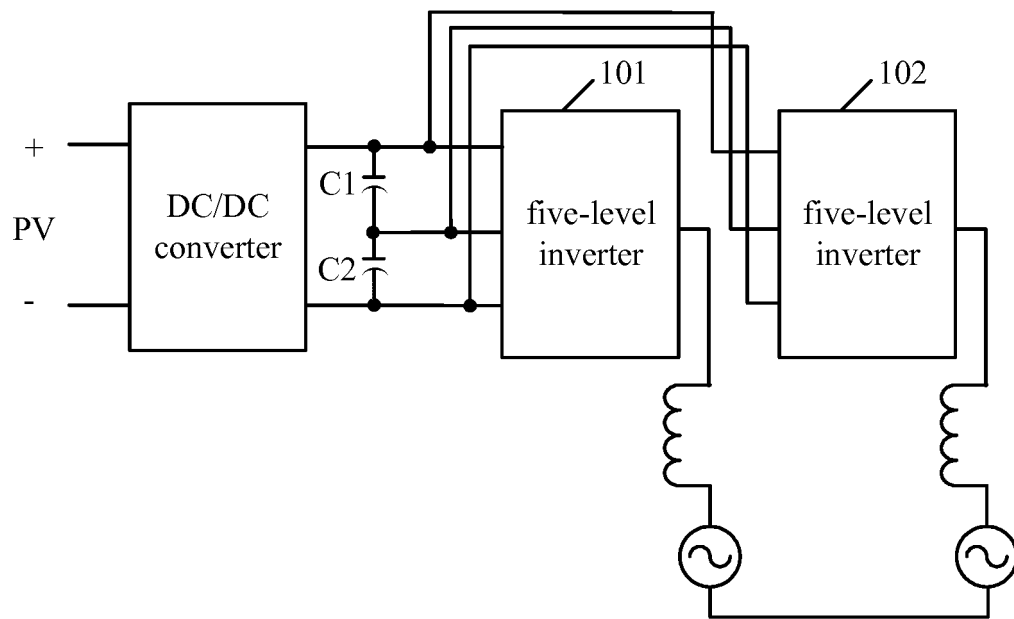 101
102
+
PV
-
DC/DC
converter
C1
C2
five-level
inverter
five-level
inverter